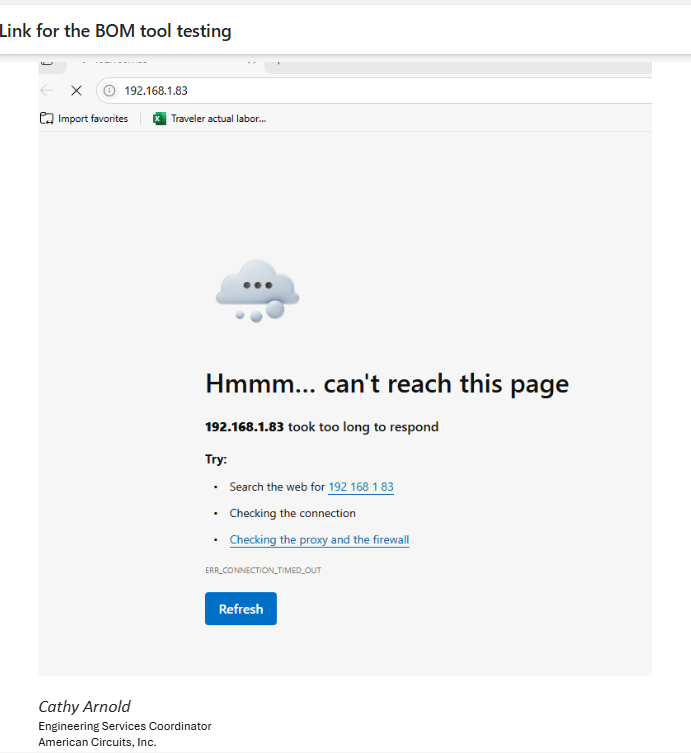 Link for the BOM tool testing
192.168.1.83
Import favorites
Traveler actual labor...
Hmmm... can't reach this page
192.168.1.83 took too long to respond
Try:
• Search the web for 192 168 1 83
• Checking the connection
• Checking the proxy and the firewall
ERR_CONNECTION_TIMED_OUT
Refresh
Cathy Arnold
Engineering Services Coordinator
American Circuits, Inc.